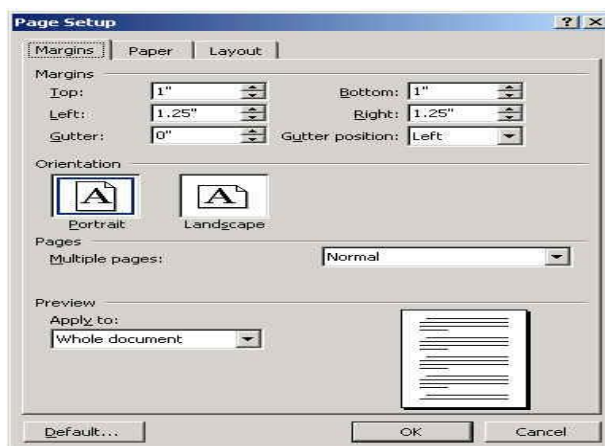 Page Setup
Margins Paper Layout
Margins
Top: 1" Bottom: 1"
Left: 1.25" Right: 1.25"
Gutter: 0" Gutter position: Left
Orientation
A A
Portrait Landscape
Pages
Multiple pages: Normal
Preview
Apply to:
Whole document
Default... OK Cancel